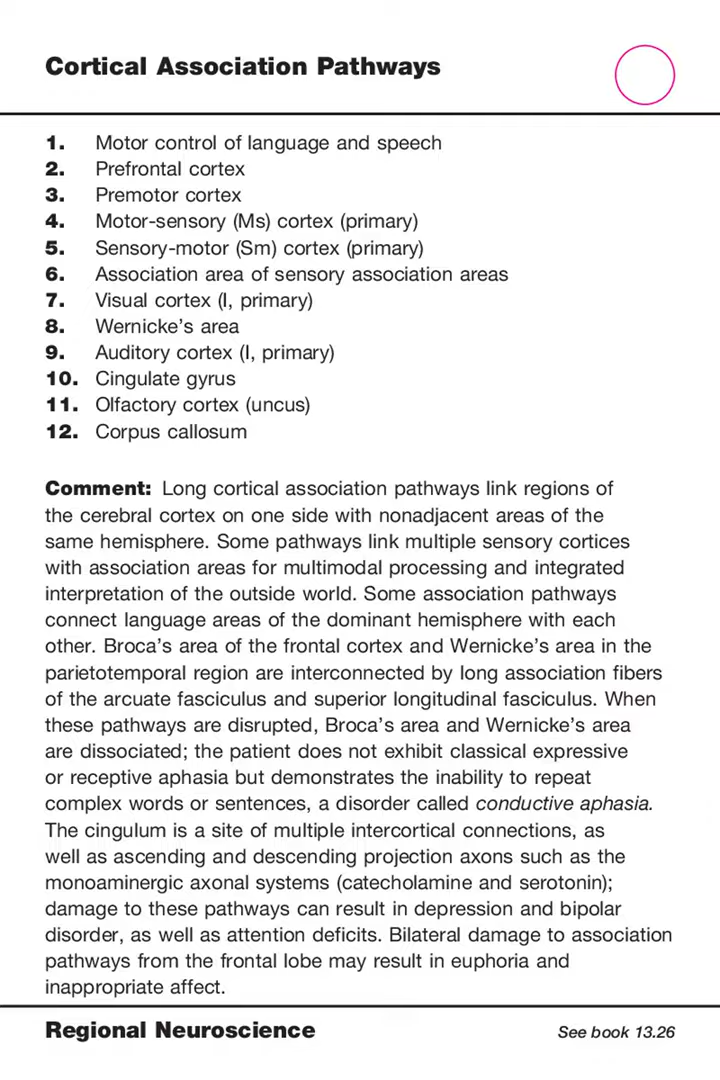 Cortical Association Pathways
1. Motor control of language and speech
2. Prefrontal cortex
3. Premotor cortex
4. Motor-sensory (Ms) cortex (primary)
5. Sensory-motor (Sm) cortex (primary)
6. Association area of sensory association areas
7. Visual cortex (I, primary)
8. Wernicke's area
9. Auditory cortex (I, primary)
10. Cingulate gyrus
11. Olfactory cortex (uncus)
12. Corpus callosum
Comment: Long cortical association pathways link regions of
the cerebral cortex on one side with nonadjacent areas of the
same hemisphere. Some pathways link multiple sensory cortices
with association areas for multimodal processing and integrated
interpretation of the outside world. Some association pathways
connect language areas of the dominant hemisphere with each
other. Broca's area of the frontal cortex and Wernicke's area in the
parietotemporal region are interconnected by long association fibers
of the arcuate fasciculus and superior longitudinal fasciculus. When
these pathways are disrupted, Broca's area and Wernicke's area
are dissociated; the patient does not exhibit classical expressive
or receptive aphasia but demonstrates the inability to repeat
complex words or sentences, a disorder called conductive aphasia.
The cingulum is a site of multiple intercortical connections, as
well as ascending and descending projection axons such as the
monoaminergic axonal systems (catecholamine and serotonin);
damage to these pathways can result in depression and bipolar
disorder, as well as attention deficits. Bilateral damage to association
pathways from the frontal lobe may result in euphoria and
inappropriate affect.
Regional Neuroscience
See book 13.26